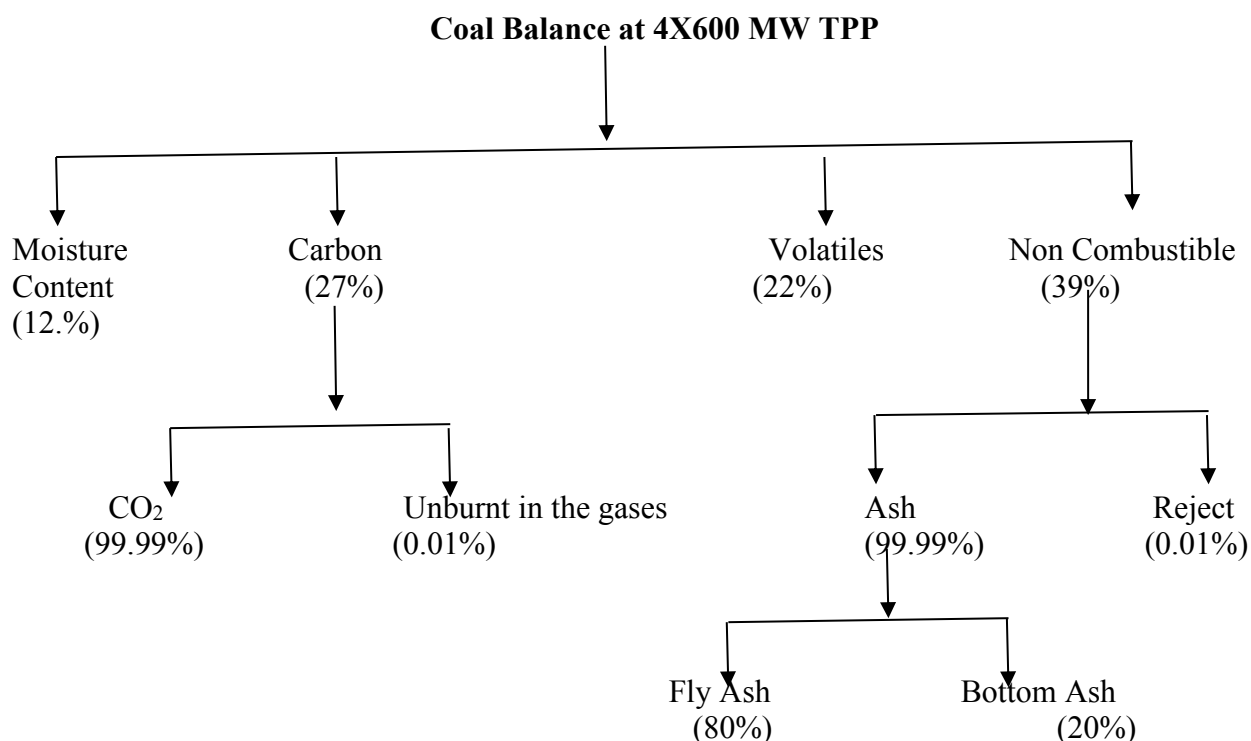 Coal Balance at 4X600 MW TPP
Moisture
Content
(12.%)
Carbon
(27%)
Volatiles
(22%)
Non Combustible
(39%)
CO₂
(99.99%)
Unburnt in the gases
(0.01%)
Ash
(99.99%)
Reject
(0.01%)
Fly Ash
(80%)
Bottom Ash
(20%)